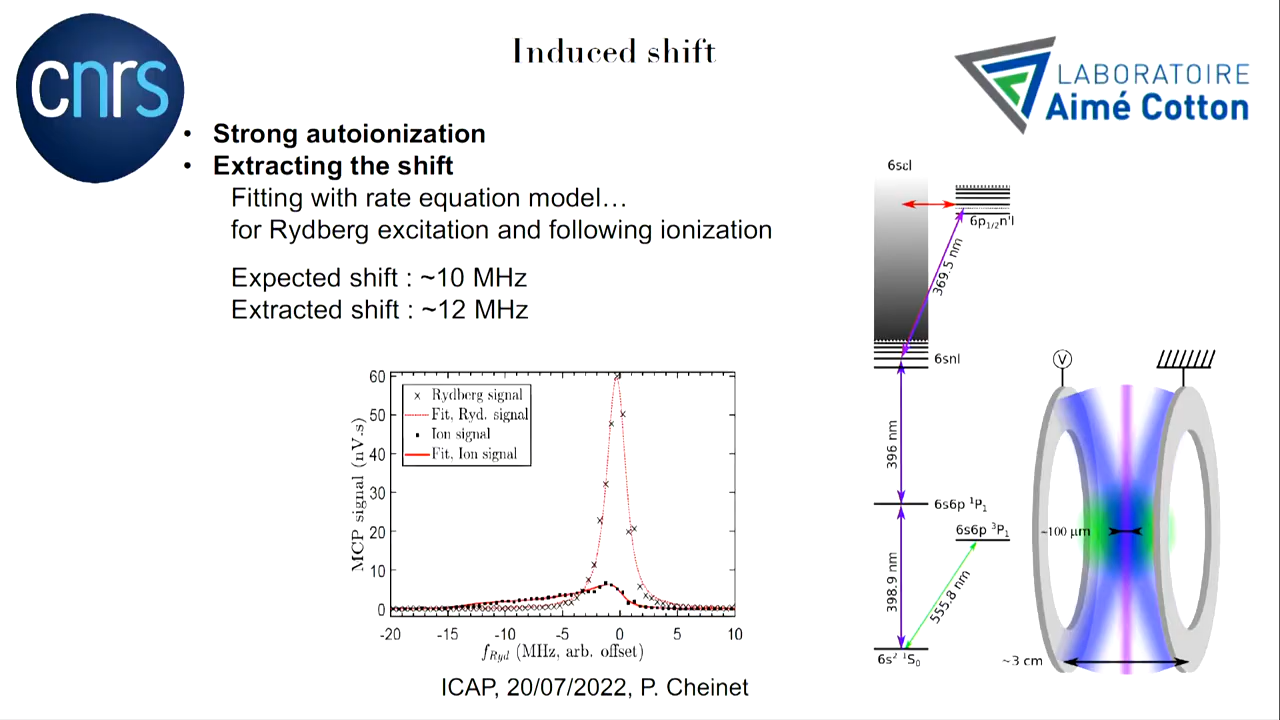 cnrs
Induced shift
LABORATOIRE
Aimé Cotton
• Strong autoionization
• Extracting the shift
Fitting with rate equation model…
for Rydberg excitation and following ionization
Expected shift : ~10 MHz
Extracted shift : ~12 MHz
MCP signal (nV.s)
60
50
40
30
20
10
0
Rydberg signal
Fit, Ryd. signal
Ion signal
Fit, Ion signal
-20 -15 -10 -5 0 5 10
f_Ryd (MHz, arb. offset)
6sεl
6p1/2n'l
369.5 nm
6snl
396 nm
6s6p ¹P₁
6s6p ³P₁
398.9 nm
555.8 nm
6s² ¹S₀
V
~100 µm
~3 cm
ICAP, 20/07/2022, P. Cheinet